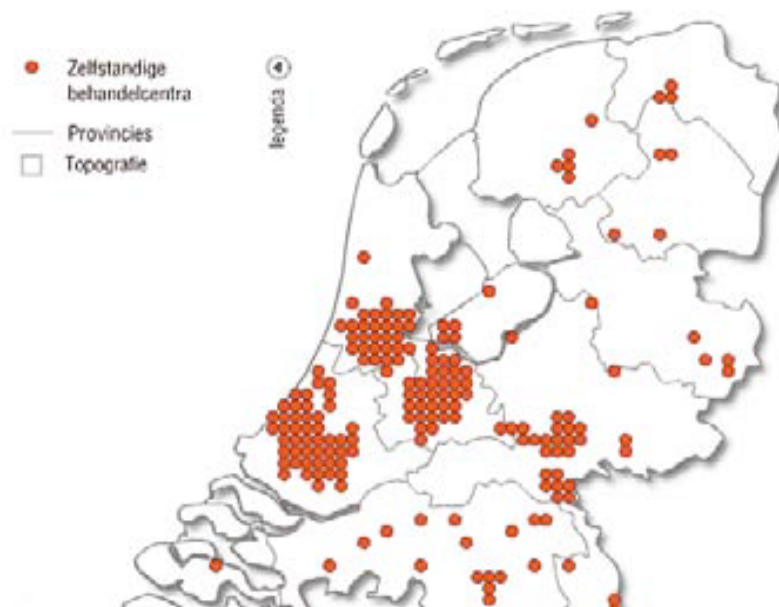 Zelfstandige
behandelcentra
Provincies
Topografie
legenda